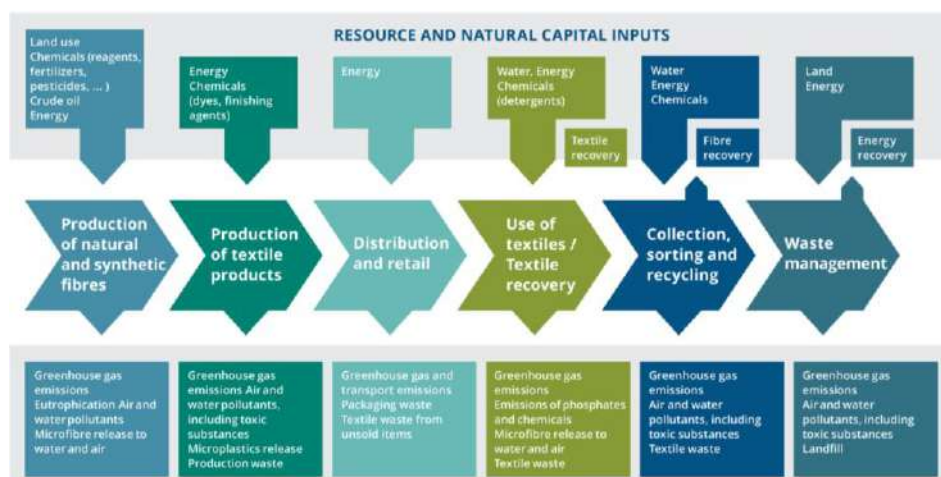 RESOURCE AND NATURAL CAPITAL INPUTS
Land use
Chemicals (reagents,
fertilizers,
pesticides, ... )
Crude oil
Energy
Energy
Chemicals
(dyes, finishing
agents)
Energy
Water, Energy
Chemicals
(detergents)
Textile
recovery
Water
Energy
Chemicals
Fibre
recovery
Land
Energy
Energy
recovery
Production
of natural
and synthetic
fibres
Production
of textile
products
Distribution
and retail
Use of
textiles /
Textile
recovery
Collection,
sorting and
recycling
Waste
management
Greenhouse gas
emissions
Eutrophication Air and
water pollutants
Microfibre release to
water and air
Greenhouse gas
emissions Air and
water pollutants,
including toxic
substances
Microplastics release
Production waste
Greenhouse gas and
transport emissions
Packaging waste
Textile waste from
unsold items
Greenhouse gas
emissions
Emissions of phosphates
and chemicals
Microfibre release to
water and air
Textile waste
Greenhouse gas
emissions
Air and water
pollutants, including
toxic substances
Textile waste
Greenhouse gas
emissions
Air and water
pollutants, including
toxic substances
Landfill